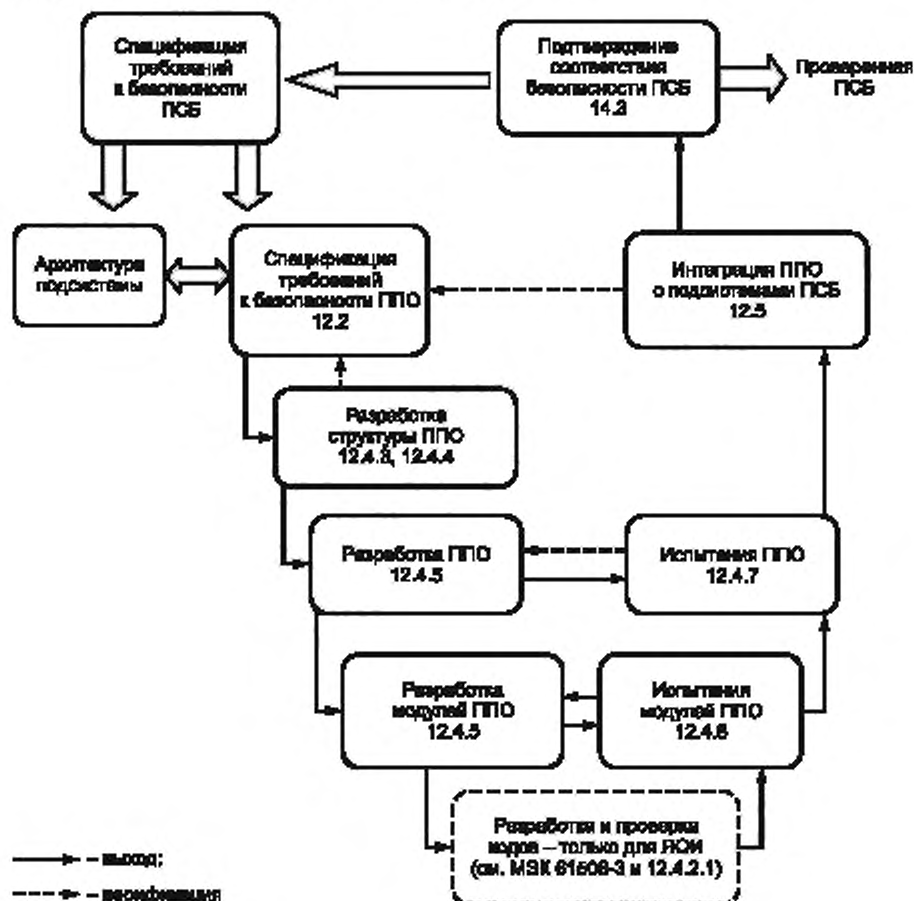 Спецификация
требований
к безопасности
ПСБ
Подтверждение
соответствия
безопасности ПСБ
14.3
Проверенная
ПСБ
Архитектура
подсистемы
Спецификация
требований
к безопасности ППО
12.2
Интеграция ППО
с подсистемами ПСБ
12.5
Разработка
структуры ППО
12.4.3, 12.4.4
Разработка ППО
12.4.5
Испытания ППО
12.4.7
Разработка
модулей ППО
12.4.5
Испытания
модулей ППО
12.4.6
Разработка и проверка
кодов – только для ЯОИ
(см. МЭК 61508-3 и 12.4.2.1)
– выход;
– верификация